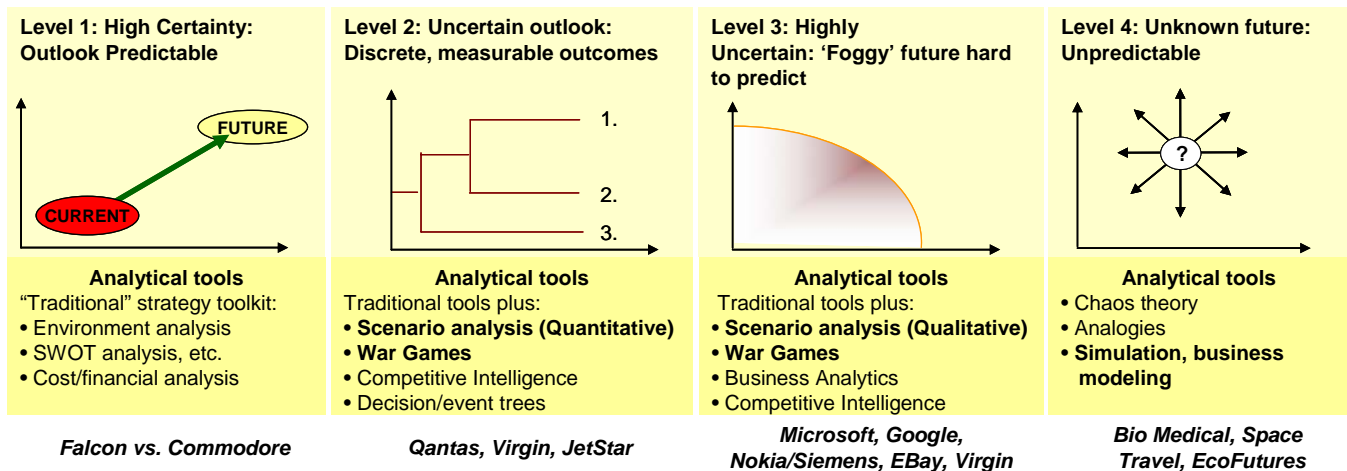 Level 1: High Certainty:
Outlook Predictable
FUTURE
CURRENT
Analytical tools
“Traditional” strategy toolkit:
• Environment analysis
• SWOT analysis, etc.
• Cost/financial analysis
Falcon vs. Commodore
Level 2: Uncertain outlook:
Discrete, measurable outcomes
1.
2.
3.
Analytical tools
Traditional tools plus:
• Scenario analysis (Quantitative)
• War Games
• Competitive Intelligence
• Decision/event trees
Qantas, Virgin, JetStar
Level 3: Highly
Uncertain: ‘Foggy’ future hard
to predict
Analytical tools
Traditional tools plus:
• Scenario analysis (Qualitative)
• War Games
• Business Analytics
• Competitive Intelligence
Microsoft, Google,
Nokia/Siemens, EBay, Virgin
Level 4: Unknown future:
Unpredictable
?
Analytical tools
• Chaos theory
• Analogies
• Simulation, business
modeling
Bio Medical, Space
Travel, EcoFutures